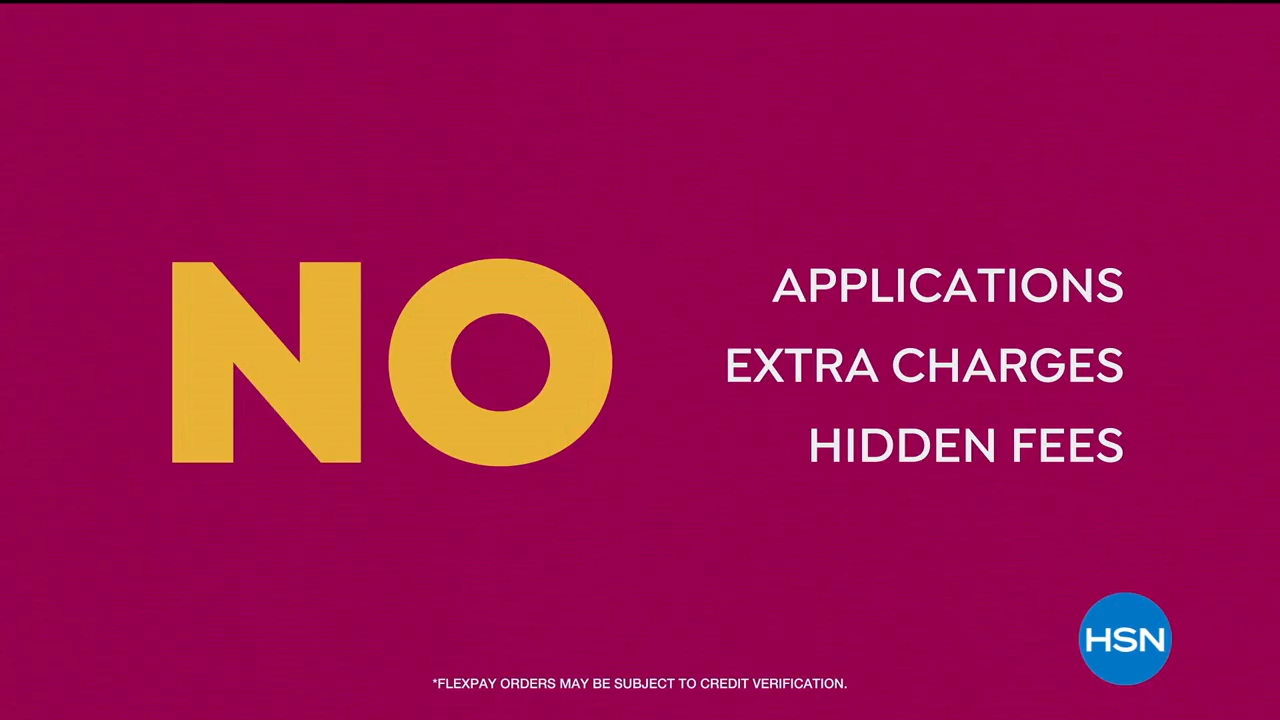 NO
APPLICATIONS
EXTRA CHARGES
HIDDEN FEES
HSN
*FLEXPAY ORDERS MAY BE SUBJECT TO CREDIT VERIFICATION.